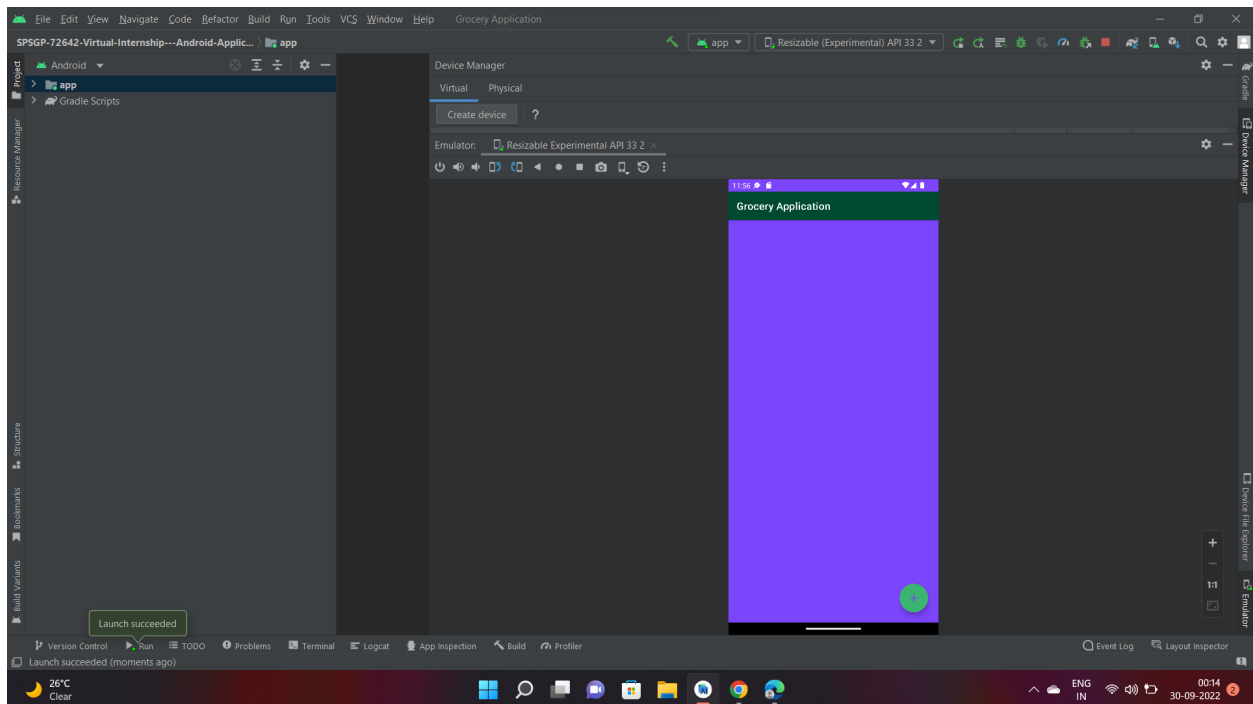 File Edit View Navigate Code Refactor Build Run Tools VCS Window Help Grocery Application
SPSGP-72642-Virtual-Internship---Android-Applic... app
app
Resizable (Experimental) API 33 2
Project
Resource Manager
Structure
Bookmarks
Build Variants
Android
app
Gradle Scripts
Device Manager
Virtual Physical
Create device ?
Emulator: Resizable Experimental API 33 2
11:56
Grocery Application
+
+
1:1
Gradle
Device Manager
Device File Explorer
Emulator
Launch succeeded
Version Control Run TODO Problems Terminal Logcat App Inspection Build Profiler Event Log Layout Inspector
Launch succeeded (moments ago)
26°C
Clear
ENG
IN
00:14
30-09-2022
2